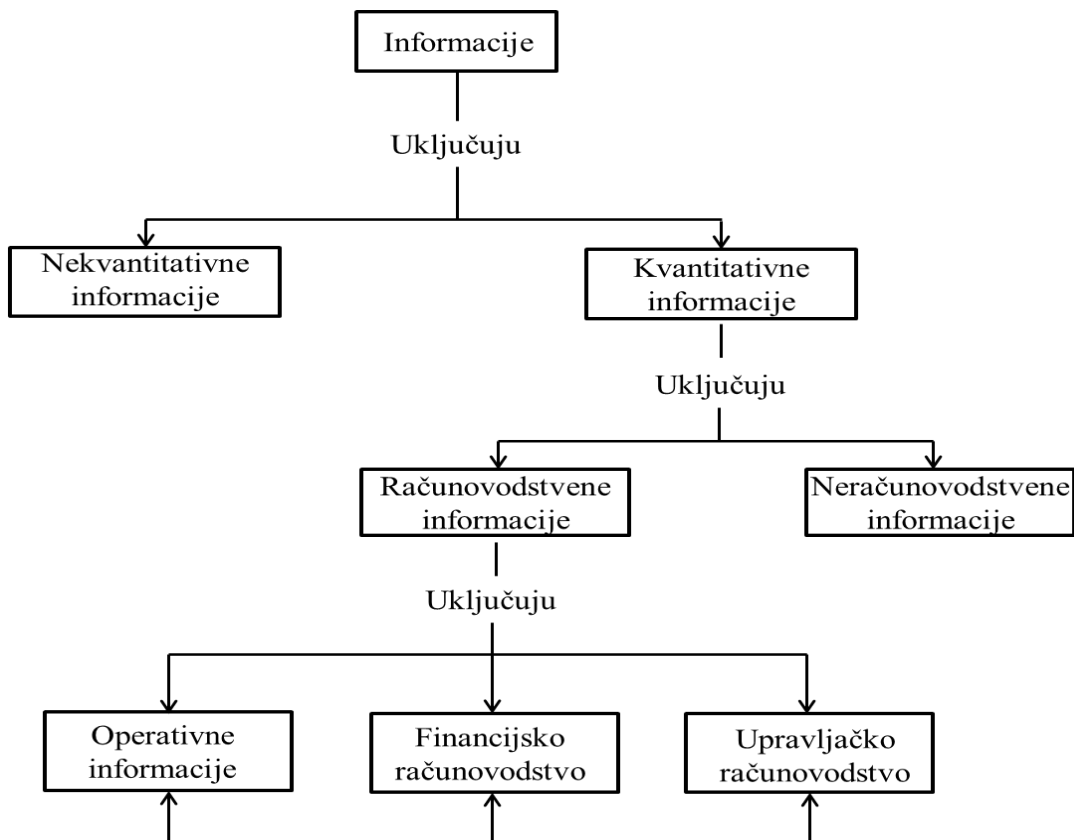 Informacije
Uključuju
Nekvantitativne
informacije
Kvantitativne
informacije
Uključuju
Računovodstvene
informacije
Neračunovodstvene
informacije
Uključuju
Operativne
informacije
Financijsko
računovodstvo
Upravljačko
računovodstvo